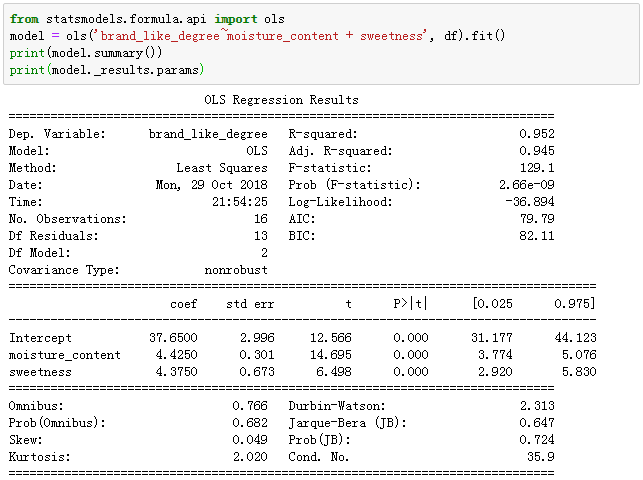 from statsmodels.formula.api import ols
model = ols('brand_like_degree~moisture_content + sweetness', df).fit()
print(model.summary())
print(model._results.params)
OLS Regression Results
==============================================================================
Dep. Variable:      brand_like_degree   R-squared:                       0.952
Model:                            OLS   Adj. R-squared:                  0.945
Method:                 Least Squares   F-statistic:                     129.1
Date:                Mon, 29 Oct 2018   Prob (F-statistic):           2.66e-09
Time:                        21:54:25   Log-Likelihood:                -36.894
No. Observations:                  16   AIC:                             79.79
Df Residuals:                      13   BIC:                             82.11
Df Model:                           2
Covariance Type:            nonrobust
====================================================================================
                       coef    std err          t      P>|t|      [0.025      0.975]
------------------------------------------------------------------------------------
Intercept           37.6500      2.996     12.566      0.000      31.177      44.123
moisture_content     4.4250      0.301     14.695      0.000       3.774       5.076
sweetness            4.3750      0.673      6.498      0.000       2.920       5.830
==============================================================================
Omnibus:                        0.766   Durbin-Watson:                   2.313
Prob(Omnibus):                  0.682   Jarque-Bera (JB):                0.647
Skew:                           0.049   Prob(JB):                        0.724
Kurtosis:                       2.020   Cond. No.                         35.9
==============================================================================